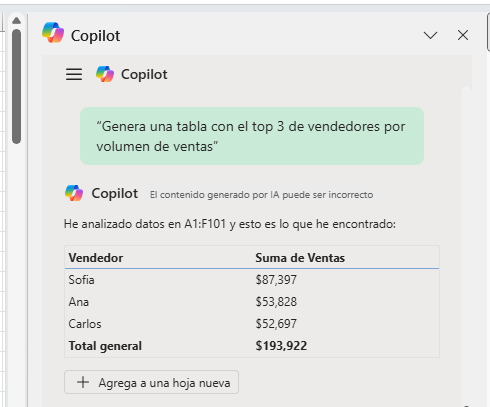 Copilot
Copilot
“Genera una tabla con el top 3 de vendedores por
volumen de ventas”
Copilot El contenido generado por IA puede ser incorrecto
He analizado datos en A1:F101 y esto es lo que he encontrado:
Vendedor Suma de Ventas
Sofía $87,397
Ana $53,828
Carlos $52,697
Total general $193,922
+ Agrega a una hoja nueva